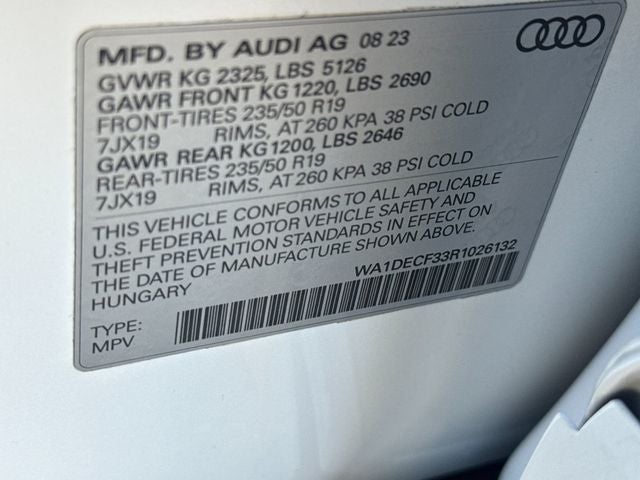 MFD. BY AUDI AG 08 23
GVWR KG 2325, LBS 5126
GAWR FRONT KG 1220, LBS 2690
FRONT-TIRES 235/50 R19
7JX19 RIMS, AT 260 KPA 38 PSI COLD
GAWR REAR KG 1200, LBS 2646
REAR-TIRES 235/50 R19
7JX19 RIMS, AT 260 KPA 38 PSI COLD
THIS VEHICLE CONFORMS TO ALL APPLICABLE
U.S. FEDERAL MOTOR VEHICLE SAFETY AND
THEFT PREVENTION STANDARDS IN EFFECT ON
THE DATE OF MANUFACTURE SHOWN ABOVE.
HUNGARY
WA1DECF33R1026132
TYPE:
MPV